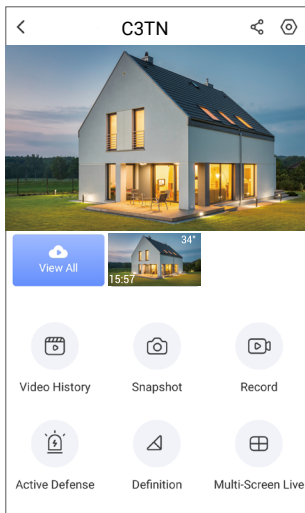 C3TN
View All
34°
15:57
Video History
Snapshot
Record
Active Defense
Definition
Multi-Screen Live